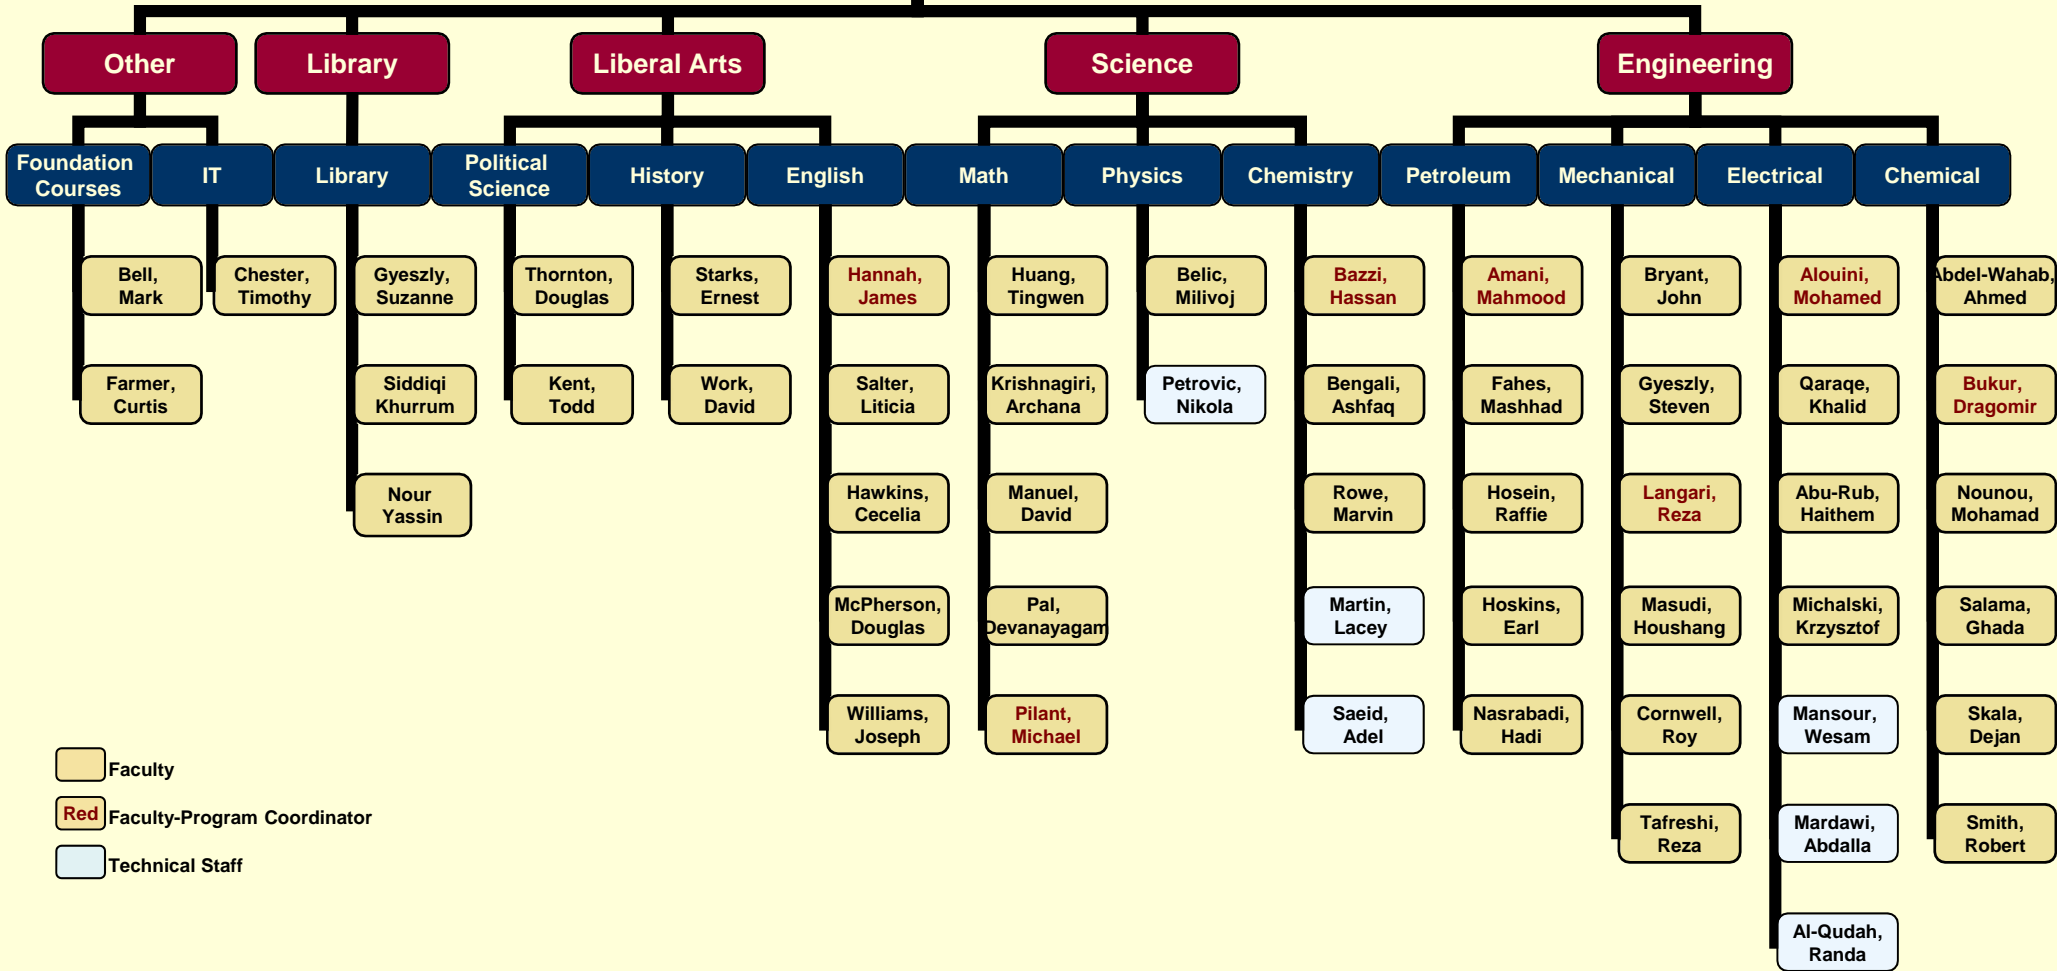 Other
Library
Liberal Arts
Science
Engineering
Foundation
Courses
IT
Library
Political
Science
History
English
Math
Physics
Chemistry
Petroleum
Mechanical
Electrical
Chemical
Bell,
Mark
Chester,
Timothy
Gyeszly,
Suzanne
Thornton,
Douglas
Starks,
Ernest
Hannah,
James
Huang,
Tingwen
Belic,
Milivoj
Bazzi,
Hassan
Amani,
Mahmood
Bryant,
John
Alouini,
Mohamed
Abdel-Wahab,
Ahmed
Farmer,
Curtis
Siddiqi
Khurrum
Kent,
Todd
Work,
David
Salter,
Liticia
Krishnagiri,
Archana
Petrovic,
Nikola
Bengali,
Ashfaq
Fahes,
Mashhad
Gyeszly,
Steven
Qaraqe,
Khalid
Bukur,
Dragomir
Nour
Yassin
Hawkins,
Cecelia
Manuel,
David
Rowe,
Marvin
Hosein,
Raffie
Langari,
Reza
Abu-Rub,
Haithem
Nounou,
Mohamad
McPherson,
Douglas
Pal,
Devanayagam
Martin,
Lacey
Hoskins,
Earl
Masudi,
Houshang
Michalski,
Krzysztof
Salama,
Ghada
Williams,
Joseph
Pilant,
Michael
Saeid,
Adel
Nasrabadi,
Hadi
Cornwell,
Roy
Mansour,
Wesam
Skala,
Dejan
Tafreshi,
Reza
Mardawi,
Abdalla
Smith,
Robert
Al-Qudah,
Randa
Faculty
Red Faculty-Program Coordinator
Technical Staff